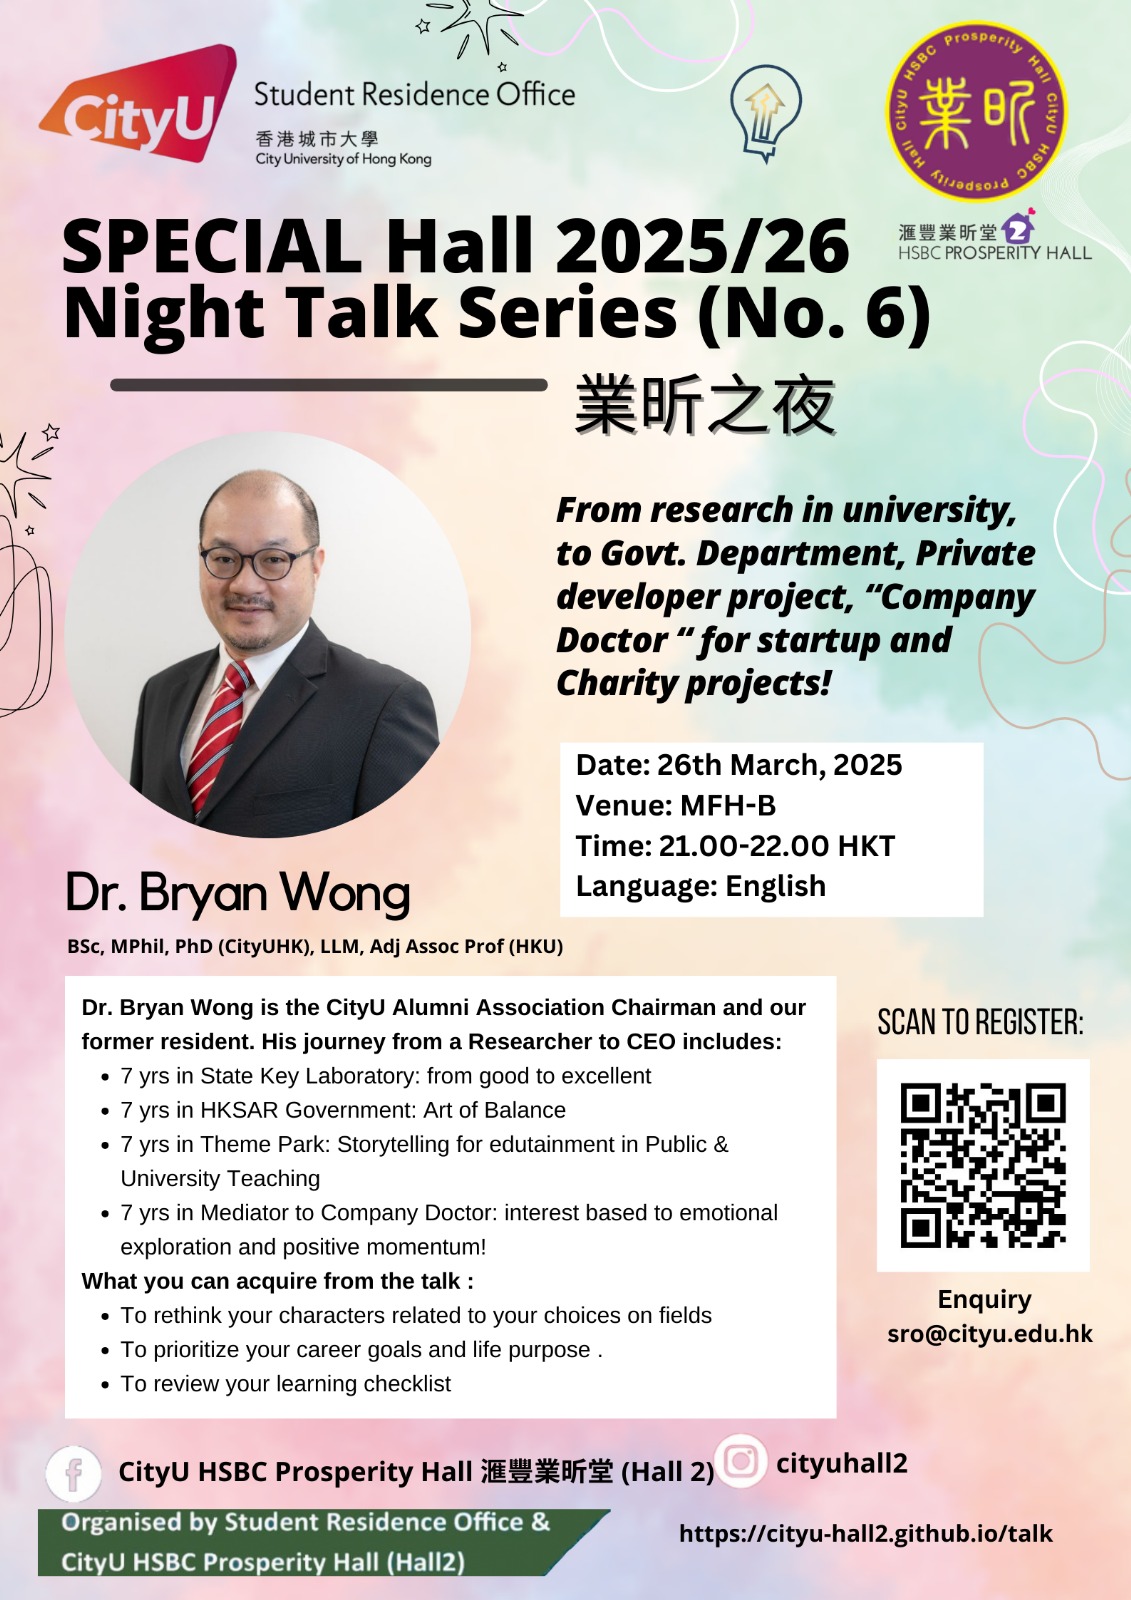 CityU
Student Residence Office
香港城市大學
City University of Hong Kong
CityU HSBC Prosperity Hall CityU HSBC Prosperity Hall
業昕
滙豐業昕堂 2
HSBC PROSPERITY HALL
SPECIAL Hall 2025/26
Night Talk Series (No. 6)
業昕之夜
From research in university,
to Govt. Department, Private
developer project, “Company
Doctor “ for startup and
Charity projects!
Date: 26th March, 2025
Venue: MFH-B
Time: 21.00-22.00 HKT
Language: English
Dr. Bryan Wong
BSc, MPhil, PhD (CityUHK), LLM, Adj Assoc Prof (HKU)
Dr. Bryan Wong is the CityU Alumni Association Chairman and our
former resident. His journey from a Researcher to CEO includes:
• 7 yrs in State Key Laboratory: from good to excellent
• 7 yrs in HKSAR Government: Art of Balance
• 7 yrs in Theme Park: Storytelling for edutainment in Public &
University Teaching
• 7 yrs in Mediator to Company Doctor: interest based to emotional
exploration and positive momentum!
What you can acquire from the talk :
• To rethink your characters related to your choices on fields
• To prioritize your career goals and life purpose .
• To review your learning checklist
SCAN TO REGISTER:
Enquiry
sro@cityu.edu.hk
CityU HSBC Prosperity Hall 滙豐業昕堂 (Hall 2)
cityuhall2
Organised by Student Residence Office &
CityU HSBC Prosperity Hall (Hall2)
https://cityu-hall2.github.io/talk